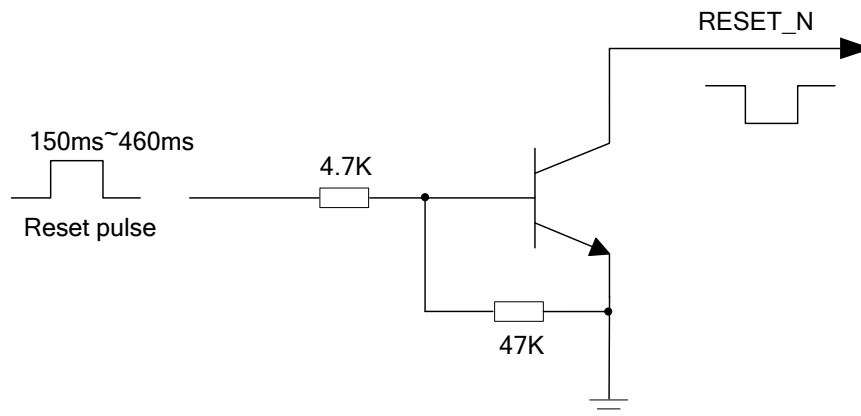 RESET_N
150ms~460ms
4.7K
Reset pulse
47K